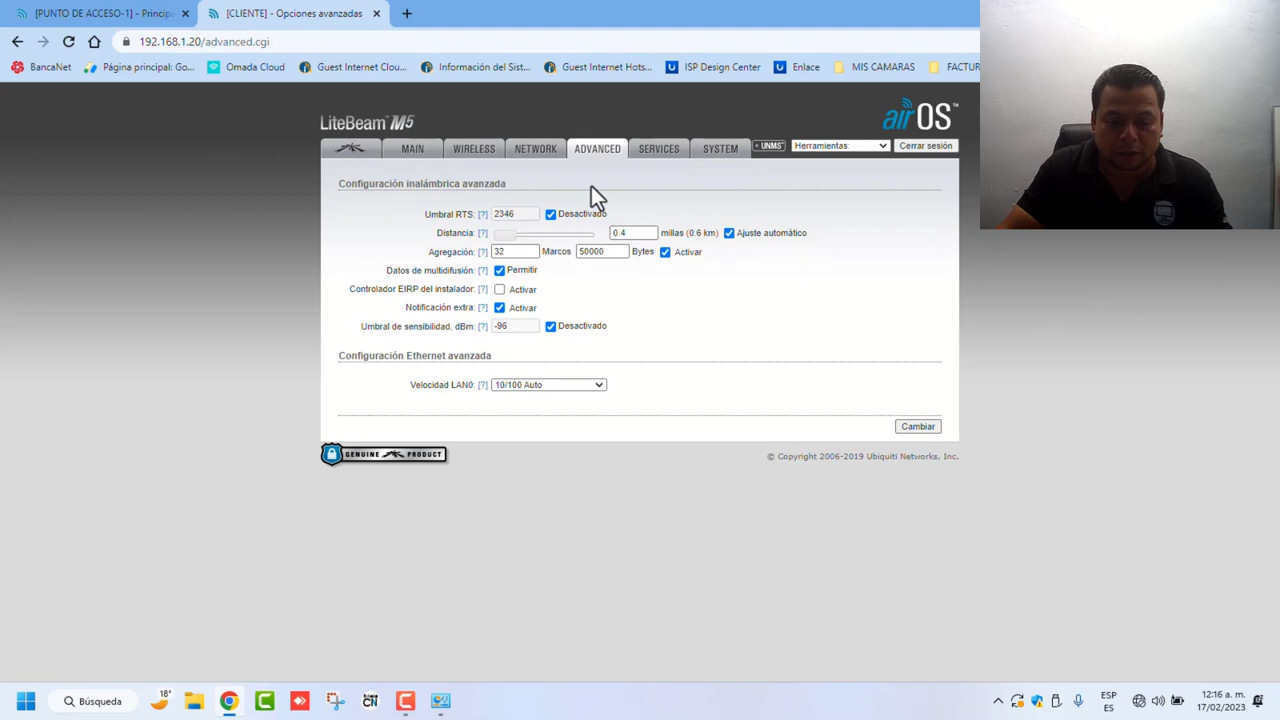 [PUNTO DE ACCESO-1] - Princip
[CLIENTE] - Opciones avanzadas
192.168.1.20/advanced.cgi
BancaNet
Página principal: Go...
Omada Cloud
Guest Internet Clou...
Información del Sist...
Guest Internet Hots...
ISP Design Center
Enlace
MIS CAMARAS
FACTUR
LiteBeam M5
airOS™
MAIN
WIRELESS
NETWORK
ADVANCED
SERVICES
SYSTEM
UNMS
Herramientas:
Cerrar sesión
Configuración inalámbrica avanzada
Umbral RTS: [?] 2346 Desactivado
Distancia: [?] 0.4 millas (0.6 km) Ajuste automático
Agregación: [?] 32 Marcos 50000 Bytes Activar
Datos de multidifusión: [?] Permitir
Controlador EIRP del instalador: [?] Activar
Notificación extra: [?] Activar
Umbral de sensibilidad, dBm: [?] -96 Desactivado
Configuración Ethernet avanzada
Velocidad LAN0: [?] 10/100 Auto
Cambiar
GENUINE PRODUCT
© Copyright 2006-2019 Ubiquiti Networks, Inc.
Búsqueda
18°
CN
ESP
ES
12:16 a. m.
17/02/2023